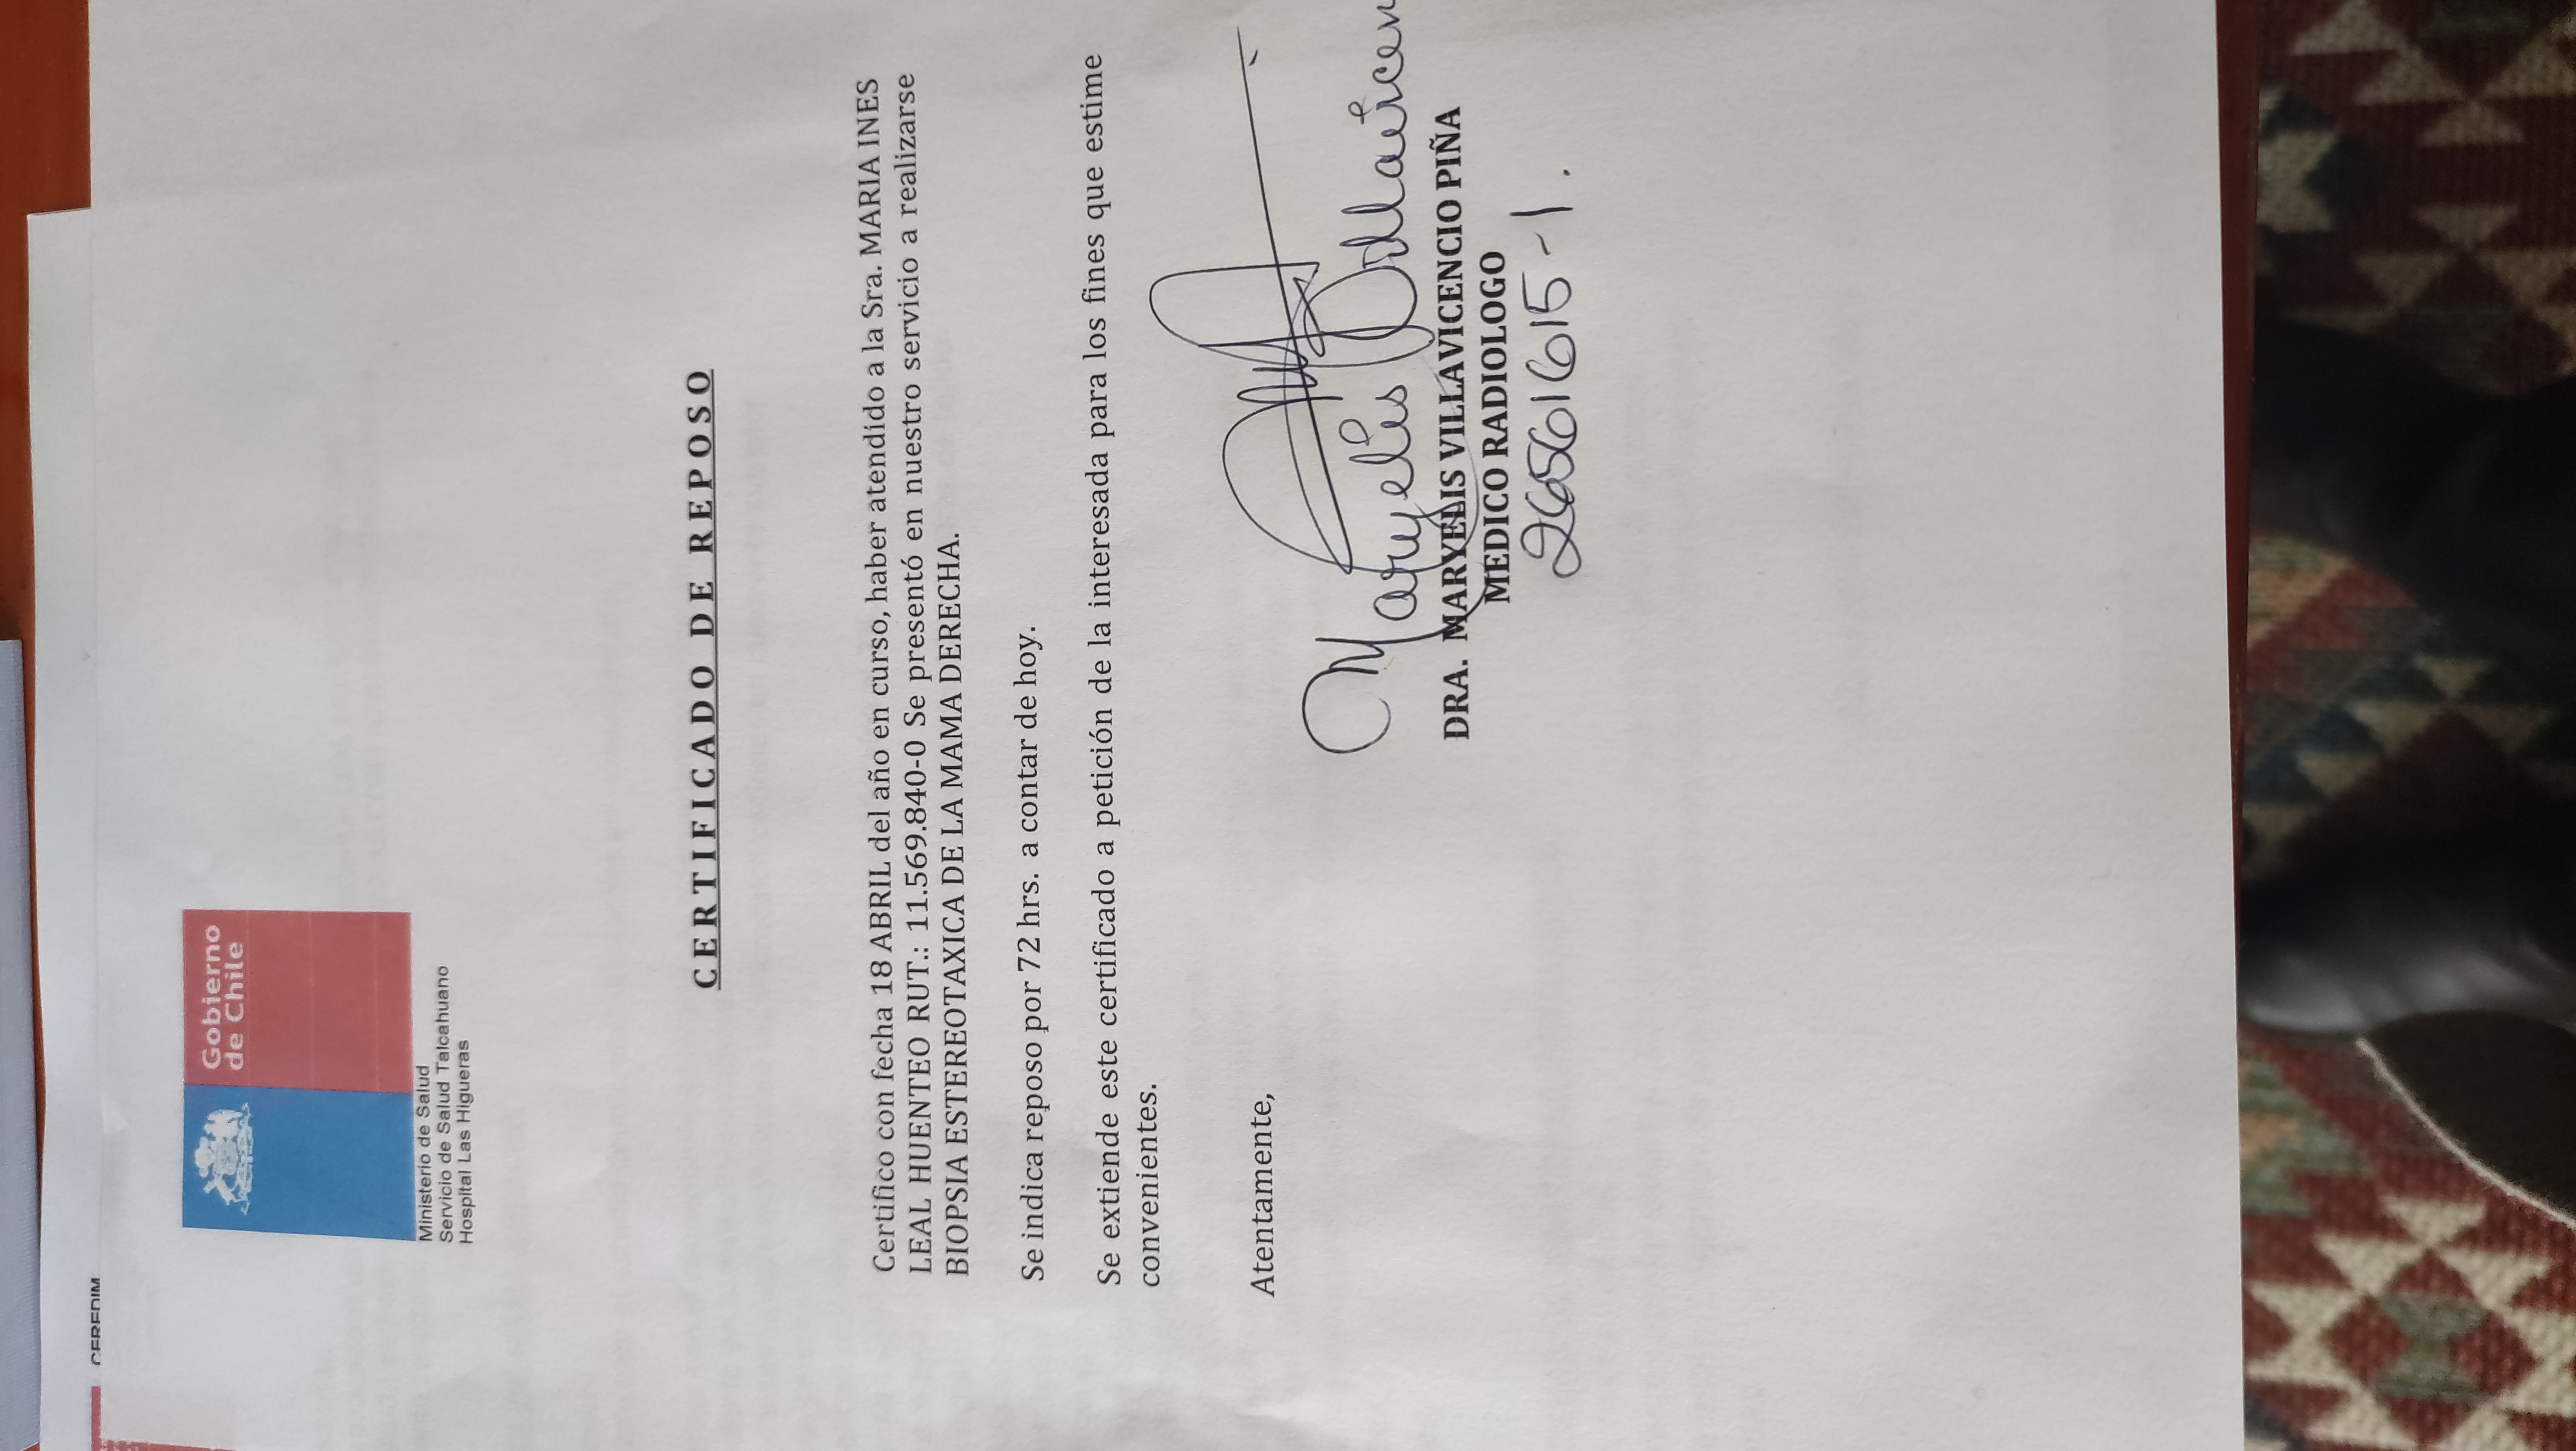 CEREDIM
Gobierno
de Chile
Ministerio de Salud
Servicio de Salud Talcahuano
Hospital Las Higueras
CERTIFICADO DE REPOSO
Certifico con fecha 18 ABRIL del año en curso, haber atendido a la Sra. MARIA INES
LEAL HUENTEO RUT.: 11.569.840-0 Se presentó en nuestro servicio a realizarse
BIOPSIA ESTEREOTAXICA DE LA MAMA DERECHA.
Se indica reposo por 72 hrs. a contar de hoy.
Se extiende este certificado a petición de la interesada para los fines que estime
convenientes.
Atentamente,
Maryelis Villavicen
DRA. MARYELIS VILLAVICENCIO PIÑA
MEDICO RADIOLOGO
26561615-1.